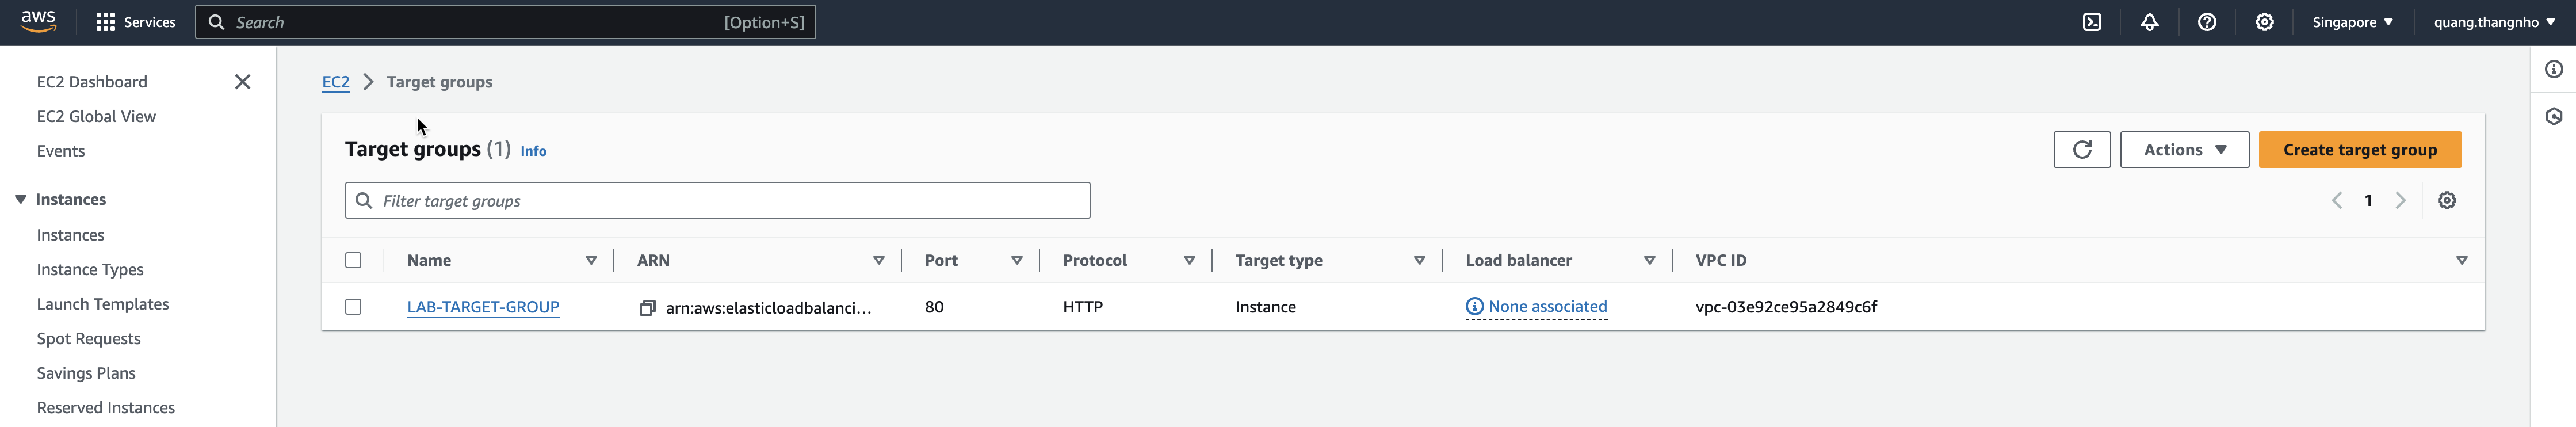 aws Services Search [Option+S] Singapore quang.thangnho
EC2 Dashboard
EC2 Global View
Events
Instances
Instances
Instance Types
Launch Templates
Spot Requests
Savings Plans
Reserved Instances
EC2 Target groups
Target groups (1) Info Actions Create target group
Filter target groups 1
Name ARN Port Protocol Target type Load balancer VPC ID
LAB-TARGET-GROUP arn:aws:elasticloadbalanci... 80 HTTP Instance None associated vpc-03e92ce95a2849c6f